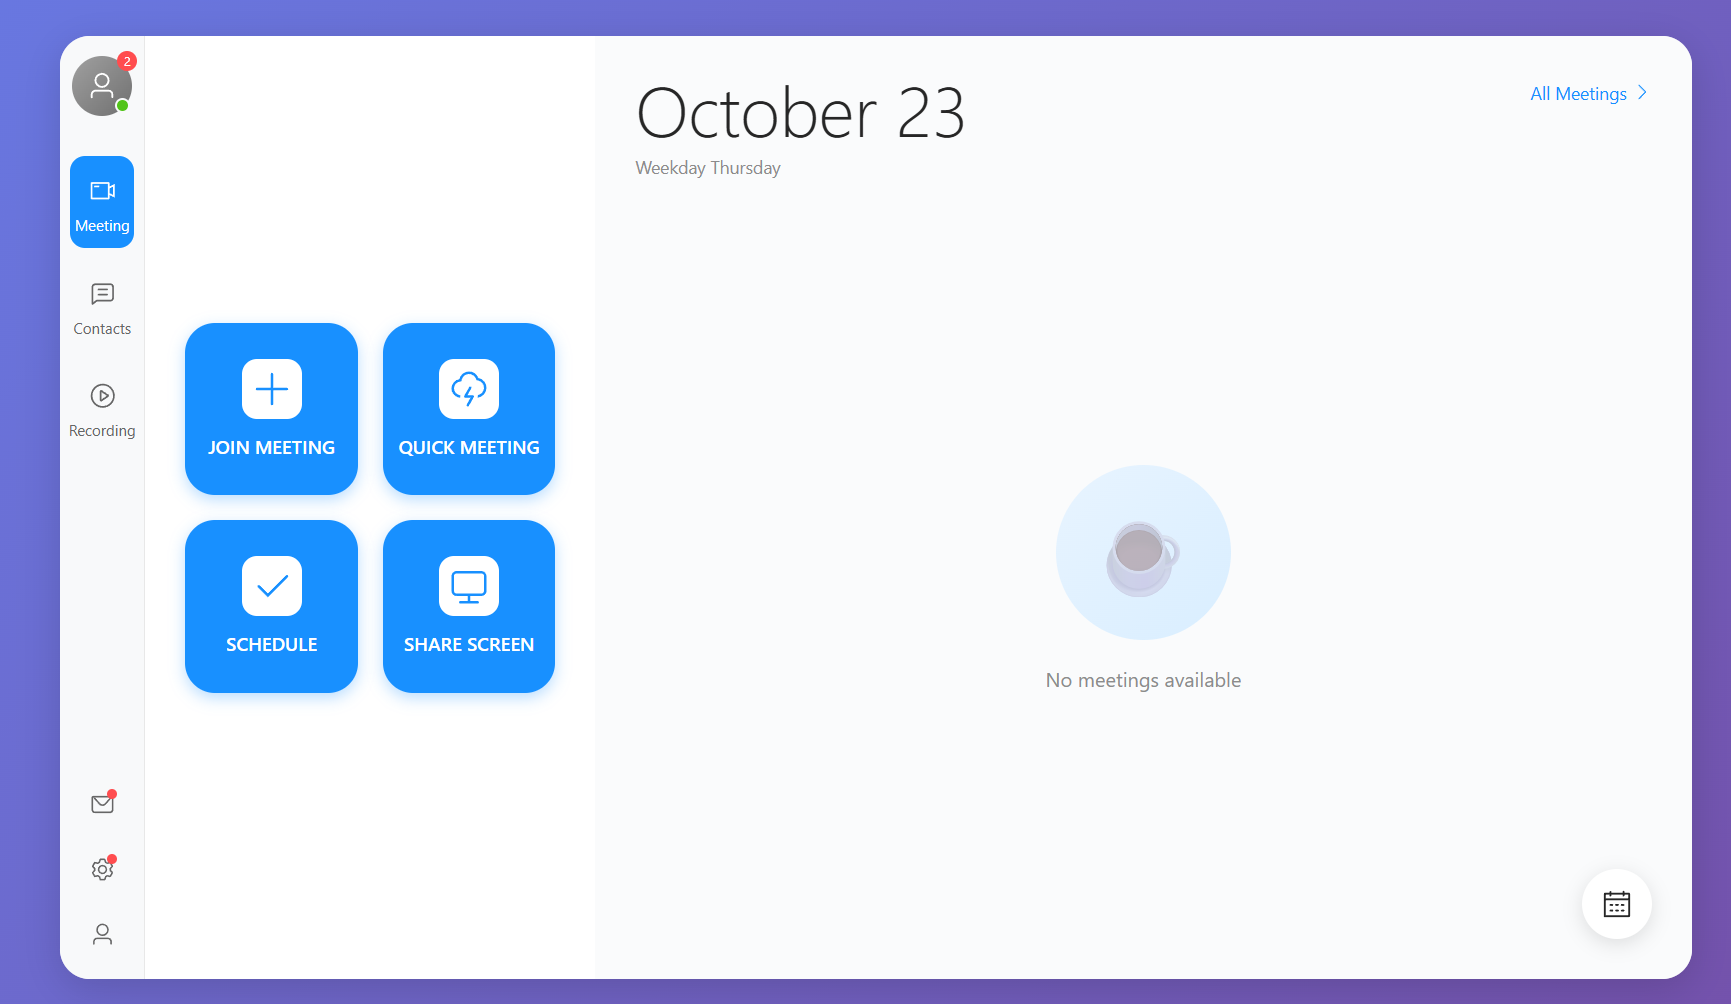 2
Meeting
Contacts
Recording
JOIN MEETING
QUICK MEETING
SCHEDULE
SHARE SCREEN
October 23
Weekday Thursday
All Meetings
No meetings available